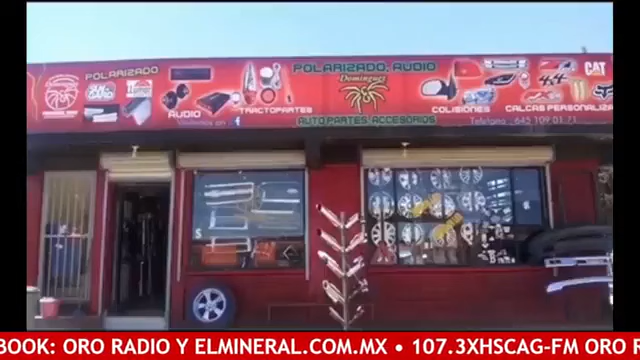 POLARIZADO
POLARIZADO, AUDIO
Dominguez
CAT
4x4
AUDIO
TRACTOPARTES
COLISIONES
CALCAS PERSONALIZA
f
AUTO PARTES, ACCESORIOS
Telefono: 645 109 01 71
$
BOOK: ORO RADIO Y ELMINERAL.COM.MX • 107.3XHSCAG-FM ORO R